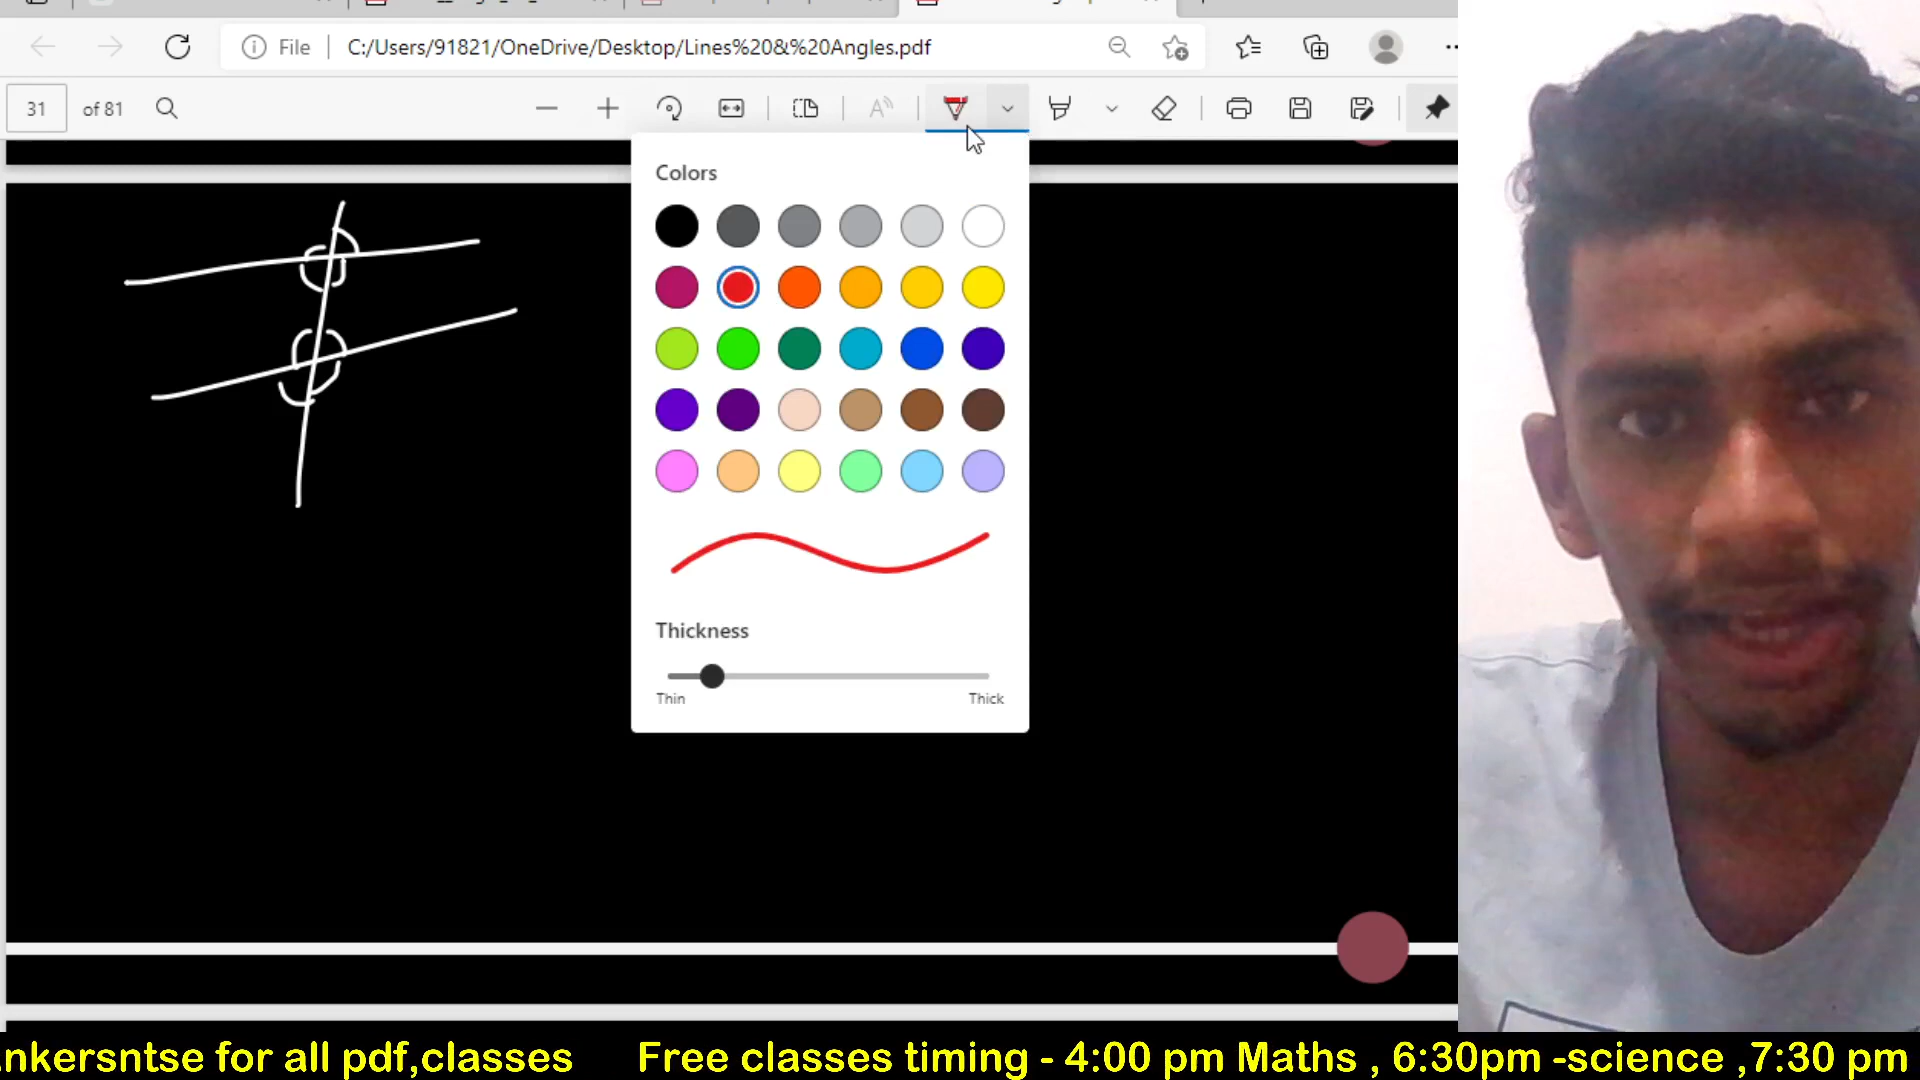 File
C:/Users/91821/OneDrive/Desktop/Lines%20&%20Angles.pdf
31 of 81
Colors
Thickness
Thin Thick
nkersntse for all pdf,classes Free classes timing - 4:00 pm Maths , 6:30pm -science ,7:30 pm